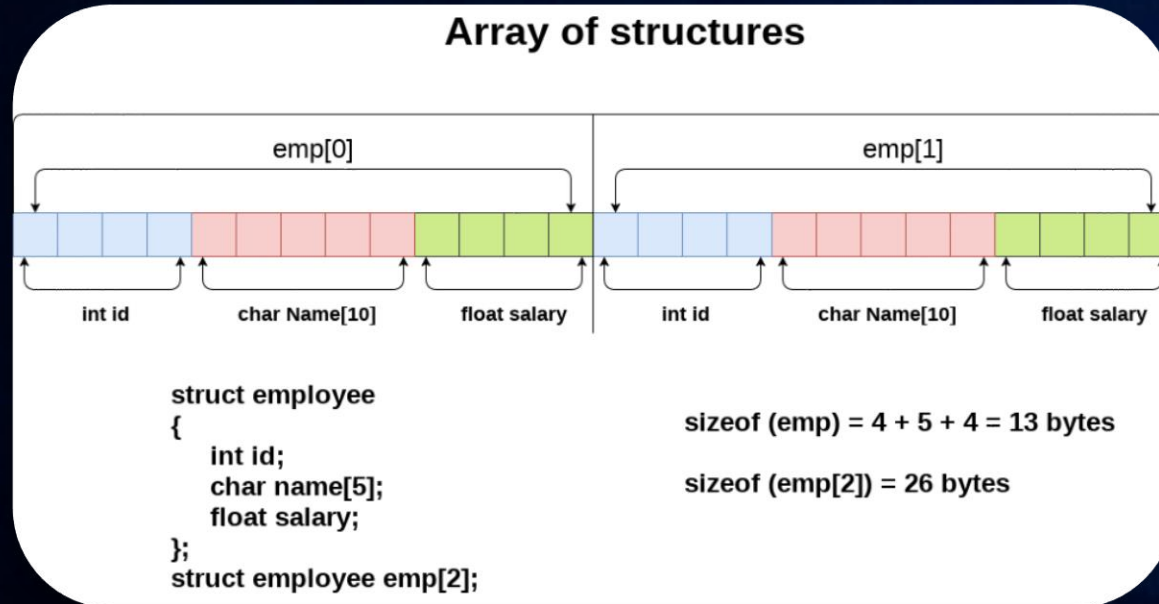 Array of structures
emp[0]
emp[1]
int id
char Name[10]
float salary
int id
char Name[10]
float salary
struct employee
{
int id;
char name[5];
float salary;
};
struct employee emp[2];
sizeof (emp) = 4 + 5 + 4 = 13 bytes
sizeof (emp[2]) = 26 bytes